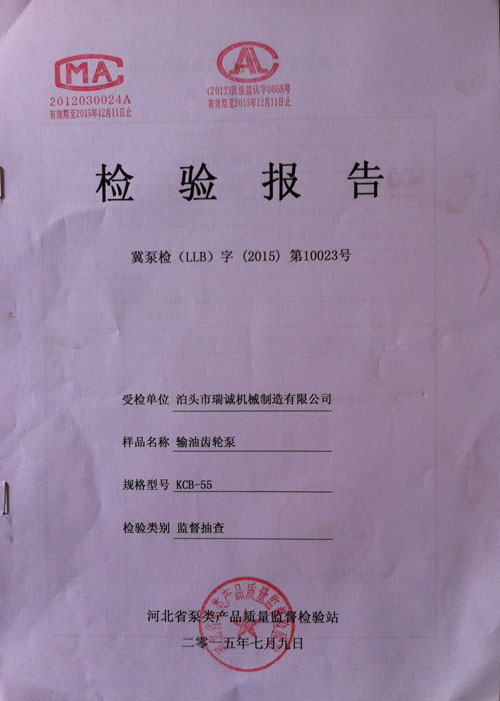 CMA
2012030024A
有效期至2015年12月11日止
CAL
(2012)冀质监认字0068号
有效期至2015年12月11日止
检验报告
冀泵检（LLB）字 (2015) 第10023号
受检单位 泊头市瑞诚机械制造有限公司
样品名称 输油齿轮泵
规格型号 KCB-55
检验类别 监督抽查
河北省泵类产品质量监督检验站
二零一五年七月九日